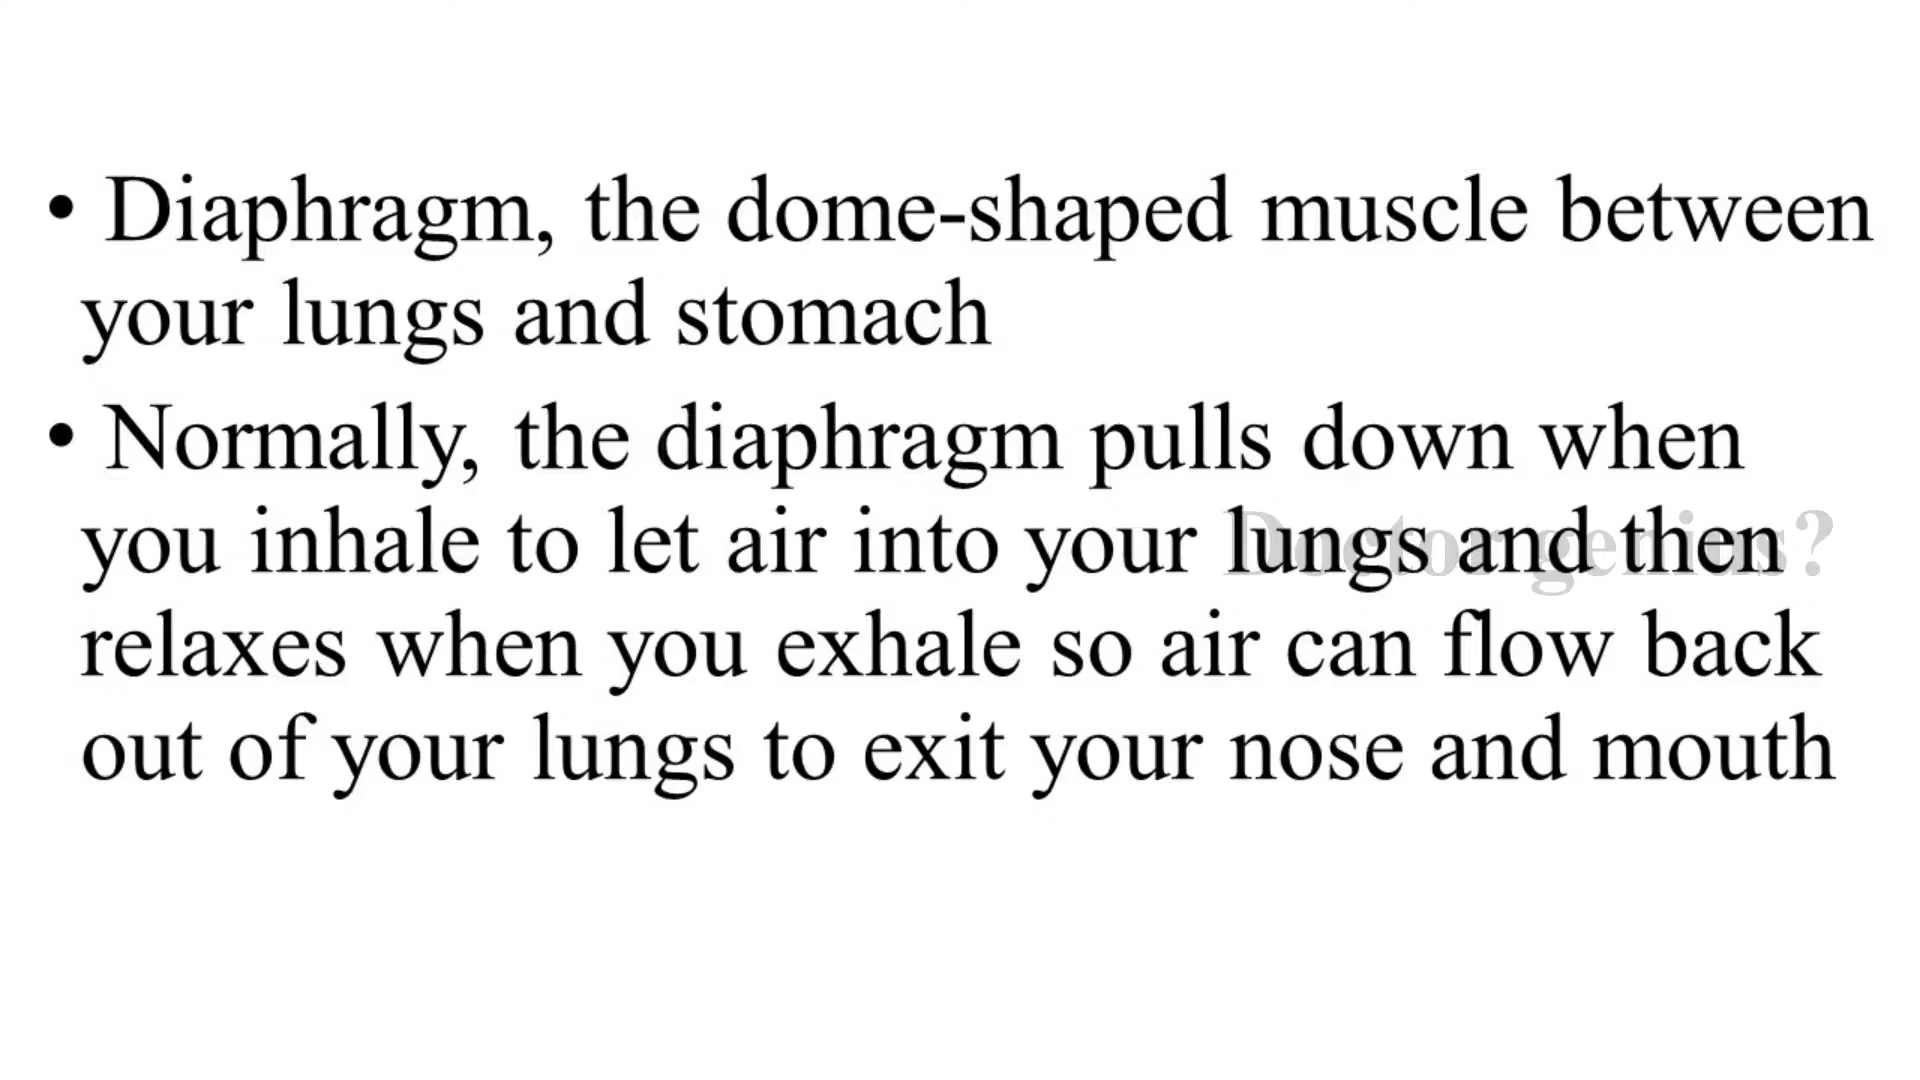 • Diaphragm, the dome-shaped muscle between
your lungs and stomach
• Normally, the diaphragm pulls down when
you inhale to let air into your lungs and then
Doctor genius?
relaxes when you exhale so air can flow back
out of your lungs to exit your nose and mouth